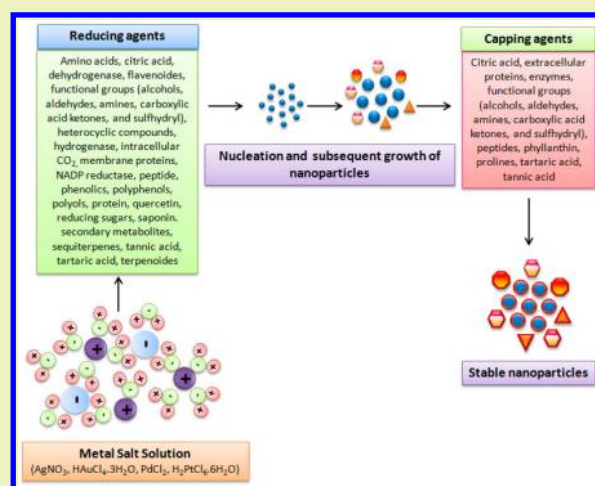 Reducing agents
Amino acids, citric acid,
dehydrogenase, flavenoides,
functional groups (alcohols,
aldehydes, amines, carboxylic
acid ketones, and sulfhydryl),
heterocyclic compounds,
hydrogenase, intracellular
CO2, membrane proteins,
NADP reductase, peptide,
phenolics, polyphenols,
polyols, protein, quercetin,
reducing sugars, saponin.
secondary metabolites,
sequiterpenes, tannic acid,
tartaric acid, terpenoides
Nucleation and subsequent growth of
nanoparticles
Capping agents
Citric acid, extracellular
proteins, enzymes,
functional groups
(alcohols, aldehydes,
amines, carboxylic acid
ketones, and sulfhydryl),
peptides, phyllanthin,
prolines, tartaric acid,
tannic acid
Stable nanoparticles
Metal Salt Solution
(AgNO3, HAuCl4.3H2O, PdCl2, H2PtCl6.6H2O)